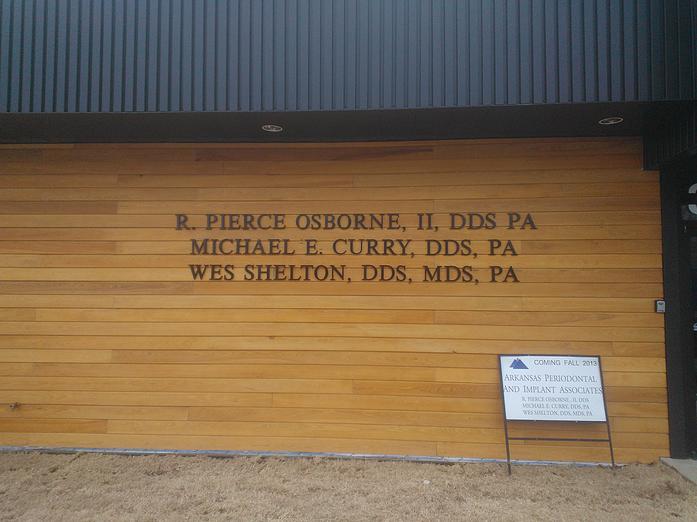 R. PIERCE OSBORNE, II, DDS PA
MICHAEL E. CURRY, DDS, PA
WES SHELTON, DDS, MDS, PA
COMING FALL 2013
ARKANSAS PERIODONTAL
AND IMPLANT ASSOCIATES
R. PIERCE OSBORNE, II, DDS
MICHAEL E. CURRY, DDS, PA
WES SHELTON, DDS, MDS, PA